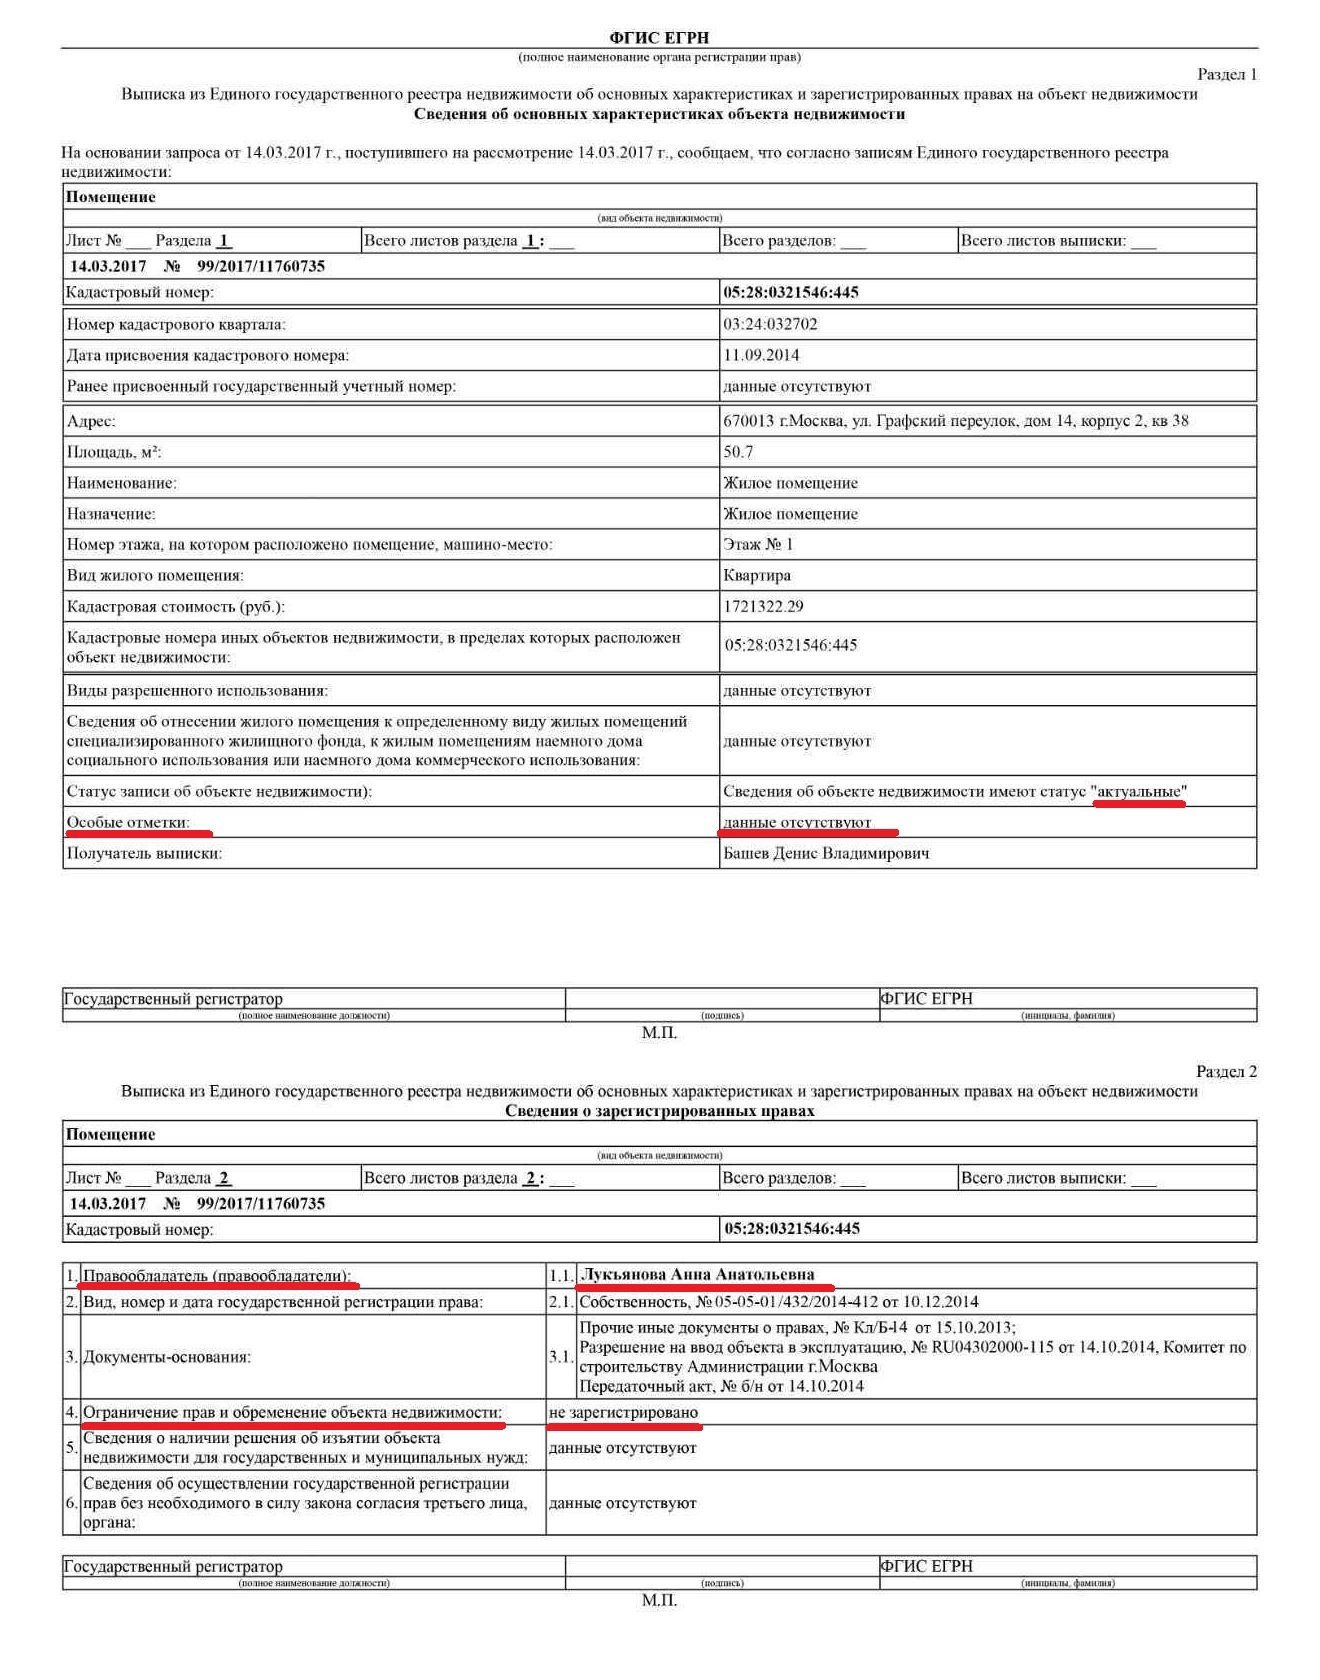 ФГИС ЕГРН
(полное наименование органа регистрации прав)
Раздел 1
Выписка из Единого государственного реестра недвижимости об основных характеристиках и зарегистрированных правах на объект недвижимости
Сведения об основных характеристиках объекта недвижимости
На основании запроса от 14.03.2017 г., поступившего на рассмотрение 14.03.2017 г., сообщаем, что согласно записям Единого государственного реестра
недвижимости:
Помещение
(вид объекта недвижимости)
Лист № ___ Раздела 1 Всего листов раздела 1 : ___ Всего разделов: ___ Всего листов выписки: ___
14.03.2017 № 99/2017/11760735
Кадастровый номер: 05:28:0321546:445
Номер кадастрового квартала: 03:24:032702
Дата присвоения кадастрового номера: 11.09.2014
Ранее присвоенный государственный учетный номер: данные отсутствуют
Адрес: 670013 г.Москва, ул. Графский переулок, дом 14, корпус 2, кв 38
Площадь, м²: 50.7
Наименование: Жилое помещение
Назначение: Жилое помещение
Номер этажа, на котором расположено помещение, машино-место: Этаж № 1
Вид жилого помещения: Квартира
Кадастровая стоимость (руб.): 1721322.29
Кадастровые номера иных объектов недвижимости, в пределах которых расположен
объект недвижимости: 05:28:0321546:445
Виды разрешенного использования: данные отсутствуют
Сведения об отнесении жилого помещения к определенному виду жилых помещений
специализированного жилищного фонда, к жилым помещениям наемного дома
социального использования или наемного дома коммерческого использования: данные отсутствуют
Статус записи об объекте недвижимости): Сведения об объекте недвижимости имеют статус "актуальные"
Особые отметки: данные отсутствуют
Получатель выписки: Башев Денис Владимирович
Государственный регистратор ФГИС ЕГРН
(полное наименование должности) (подпись) (инициалы, фамилия)
М.П.
Раздел 2
Выписка из Единого государственного реестра недвижимости об основных характеристиках и зарегистрированных правах на объект недвижимости
Сведения о зарегистрированных правах
Помещение
(вид объекта недвижимости)
Лист № ___ Раздела 2 Всего листов раздела 2 : ___ Всего разделов: ___ Всего листов выписки: ___
14.03.2017 № 99/2017/11760735
Кадастровый номер: 05:28:0321546:445
1. Правообладатель (правообладатели): 1.1. Лукъянова Анна Анатольевна
2. Вид, номер и дата государственной регистрации права: 2.1. Собственность, № 05-05-01/432/2014-412 от 10.12.2014
3. Документы-основания: 3.1. Прочие иные документы о правах, № Кл/Б-14 от 15.10.2013;
Разрешение на ввод объекта в эксплуатацию, № RU04302000-115 от 14.10.2014, Комитет по
строительству Администрации г.Москва
Передаточный акт, № б/н от 14.10.2014
4. Ограничение прав и обременение объекта недвижимости: не зарегистрировано
5. Сведения о наличии решения об изъятии объекта
недвижимости для государственных и муниципальных нужд: данные отсутствуют
6. Сведения об осуществлении государственной регистрации
прав без необходимого в силу закона согласия третьего лица,
органа: данные отсутствуют
Государственный регистратор ФГИС ЕГРН
(полное наименование должности) (подпись) (инициалы, фамилия)
М.П.